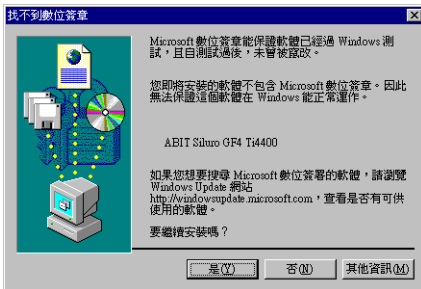 找不到數位簽章
Microsoft 數位簽章能保證軟體已經過 Windows 測
試，且自測試過後，未曾被竄改。
您即將安裝的軟體不包含 Microsoft 數位簽章。因此
無法保證這個軟體在 Windows 能正常運作。
ABIT Siluro GF4 Ti4400
如果您想要搜尋 Microsoft 數位簽署的軟體，請瀏覽
Windows Update 網站
http://windowsupdate.microsoft.com，查看是否有可供
使用的軟體。
要繼續安裝嗎？
是(Y) 否(N) 其他資訊(M)